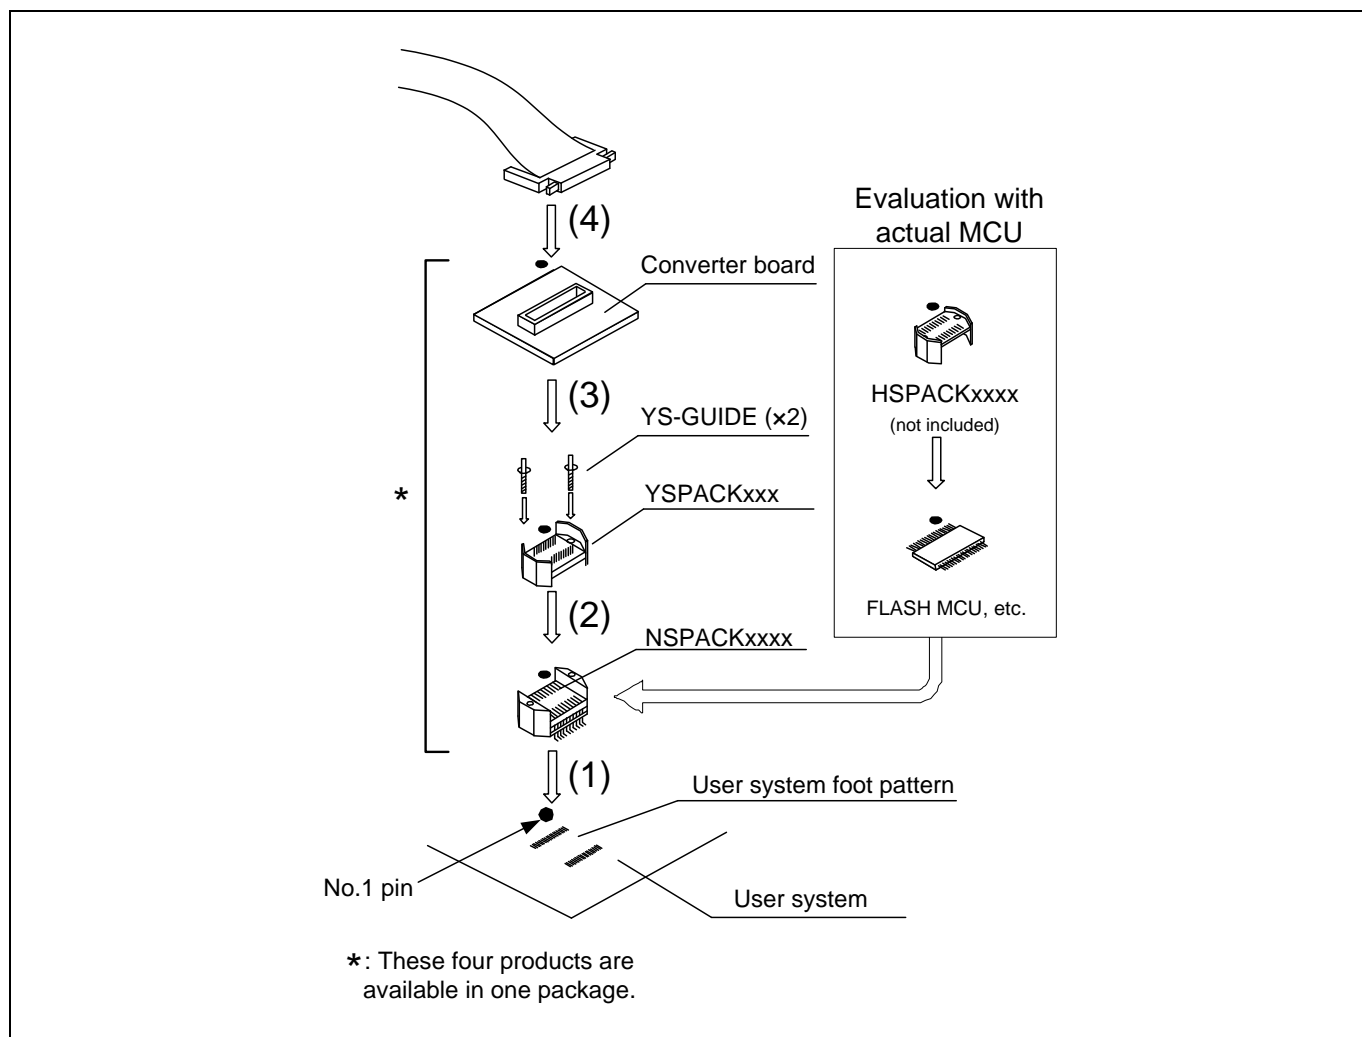 (4)
Evaluation with
actual MCU
Converter board
(3)
YS-GUIDE (×2)
HSPACKxxxx
(not included)
*
YSPACKxxx
(2)
FLASH MCU, etc.
NSPACKxxxx
(1)
User system foot pattern
No.1 pin
User system
*: These four products are
available in one package.